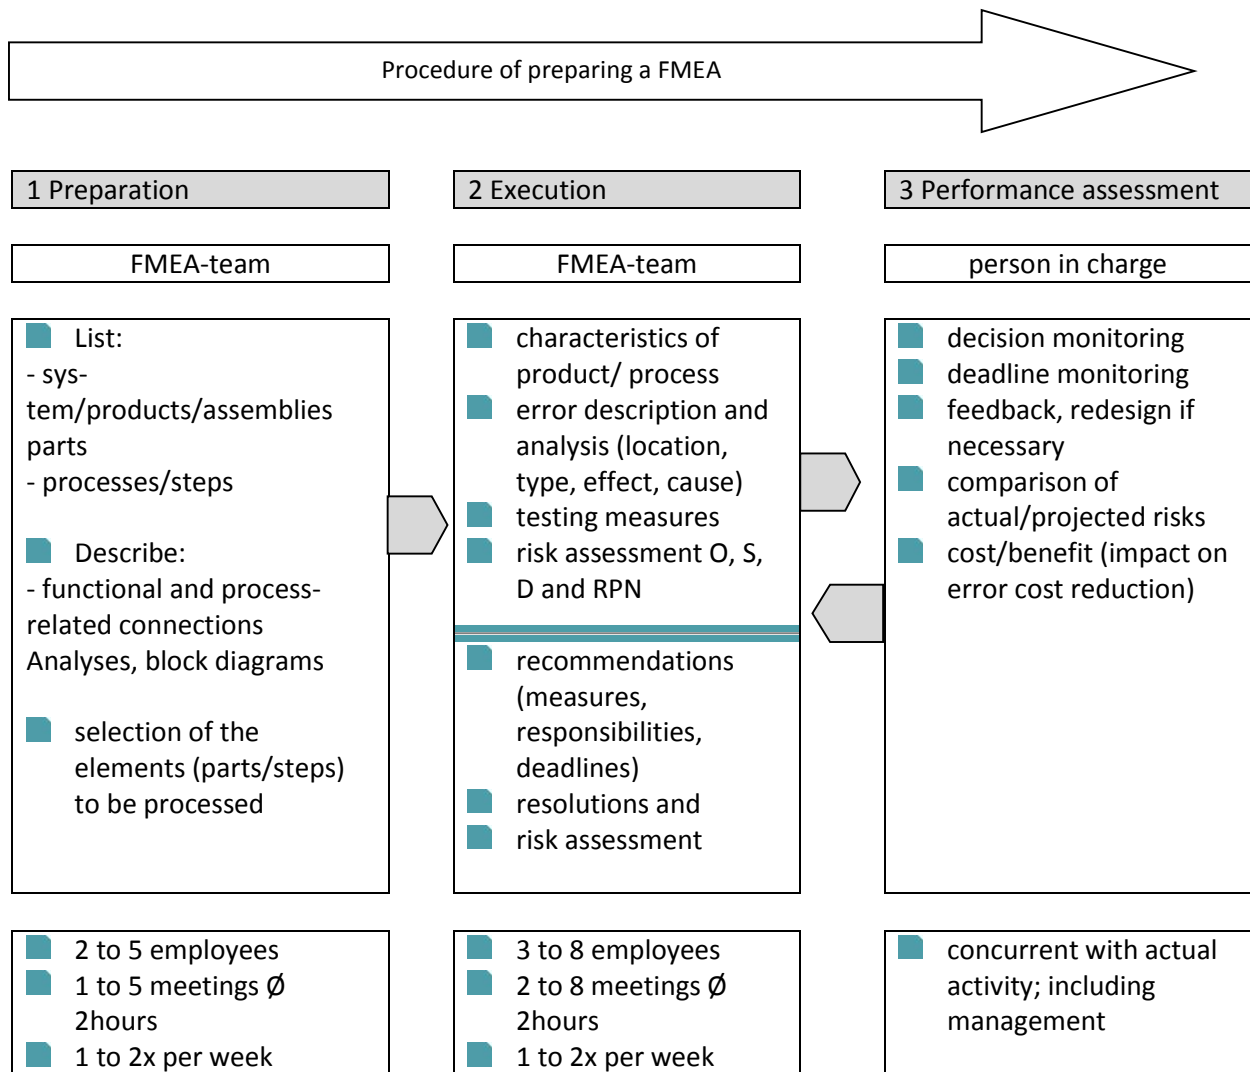 Procedure of preparing a FMEA
1 Preparation
2 Execution
3 Performance assessment
FMEA-team
FMEA-team
person in charge
List:
- sys-
tem/products/assemblies
parts
- processes/steps
Describe:
- functional and process-
related connections
Analyses, block diagrams
selection of the
elements (parts/steps)
to be processed
characteristics of
product/ process
error description and
analysis (location,
type, effect, cause)
testing measures
risk assessment O, S,
D and RPN
recommendations
(measures,
responsibilities,
deadlines)
resolutions and
risk assessment
decision monitoring
deadline monitoring
feedback, redesign if
necessary
comparison of
actual/projected risks
cost/benefit (impact on
error cost reduction)
2 to 5 employees
1 to 5 meetings Ø
2hours
1 to 2x per week
3 to 8 employees
2 to 8 meetings Ø
2hours
1 to 2x per week
concurrent with actual
activity; including
management